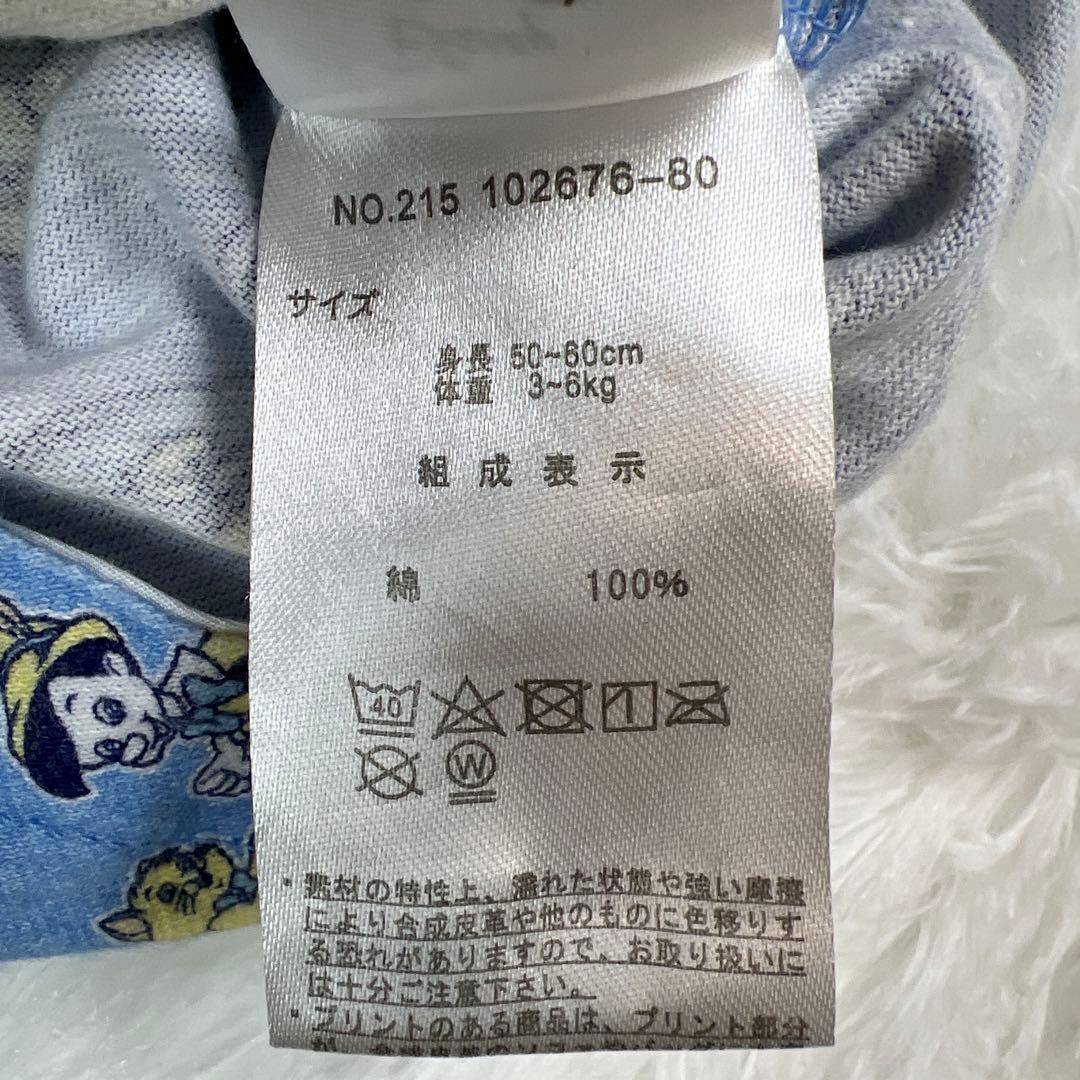 NO.215 102676-80
サイズ
身長 50~60cm
体重 3~6kg
組成表示
綿 100%
40
1
W
・素材の特性上、濡れた状態や強い摩擦
により合成皮革や他のものに色移りす
る恐れがありますので、お取り扱いに
は十分ご注意下さい。
・プリントのある商品は、プリント部分